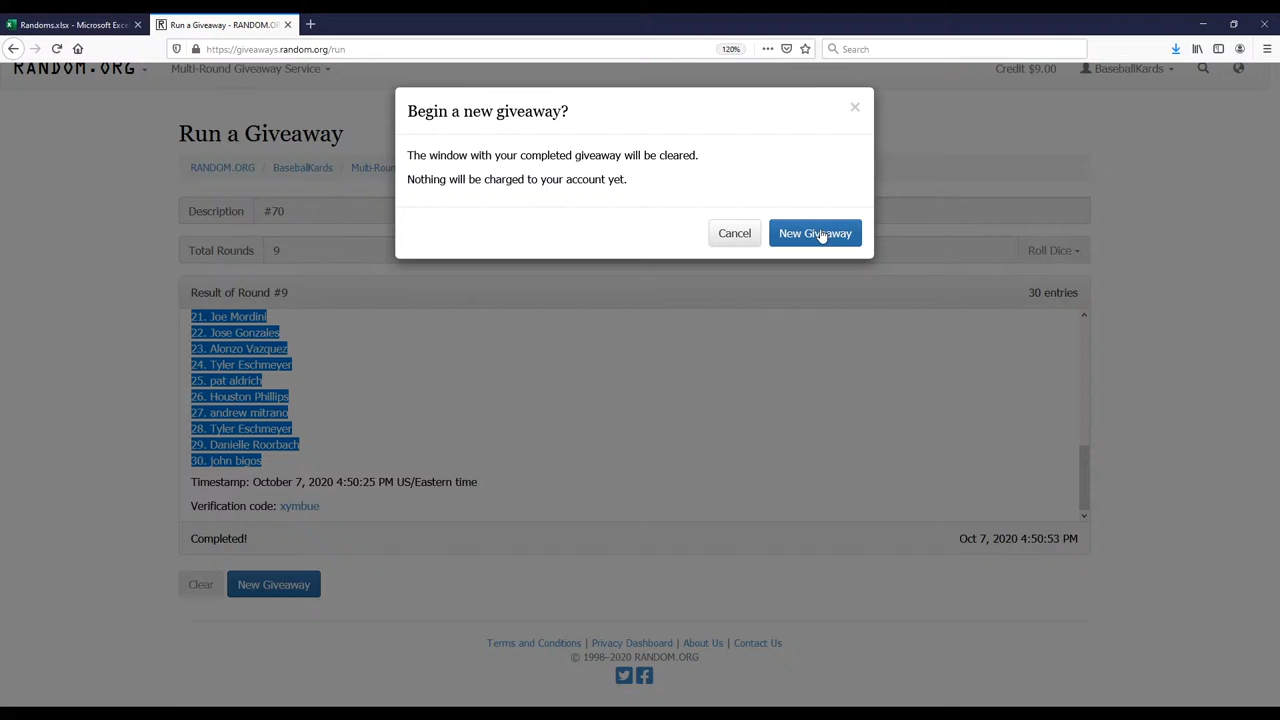 Randoms.xlsx - Microsoft Exce
Run a Giveaway - RANDOM.OR
https://giveaways.random.org/run
120%
Search
RANDOM.ORG
Multi-Round Giveaway Service
Credit $9.00
BaseballKards
Begin a new giveaway?
The window with your completed giveaway will be cleared.
Nothing will be charged to your account yet.
Cancel
New Giveaway
Run a Giveaway
RANDOM.ORG / BaseballKards / Multi-Roun
Description #70
Total Rounds 9 Roll Dice
Result of Round #9 30 entries
21. Joe Mordini
22. Jose Gonzales
23. Alonzo Vazquez
24. Tyler Eschmeyer
25. pat aldrich
26. Houston Phillips
27. andrew mitrano
28. Tyler Eschmeyer
29. Danielle Roorbach
30. john bigos
Timestamp: October 7, 2020 4:50:25 PM US/Eastern time
Verification code: xymbue
Completed! Oct 7, 2020 4:50:53 PM
Clear New Giveaway
Terms and Conditions | Privacy Dashboard | About Us | Contact Us
© 1998–2020 RANDOM.ORG